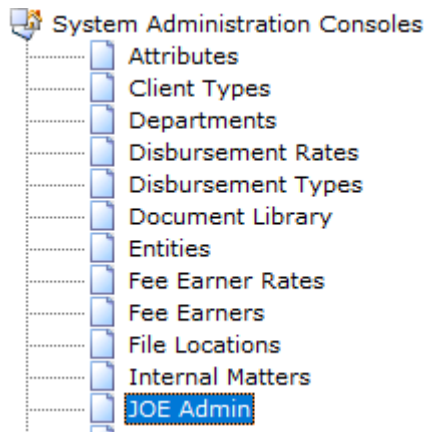 System Administration Consoles
Attributes
Client Types
Departments
Disbursement Rates
Disbursement Types
Document Library
Entities
Fee Earner Rates
Fee Earners
File Locations
Internal Matters
JOE Admin